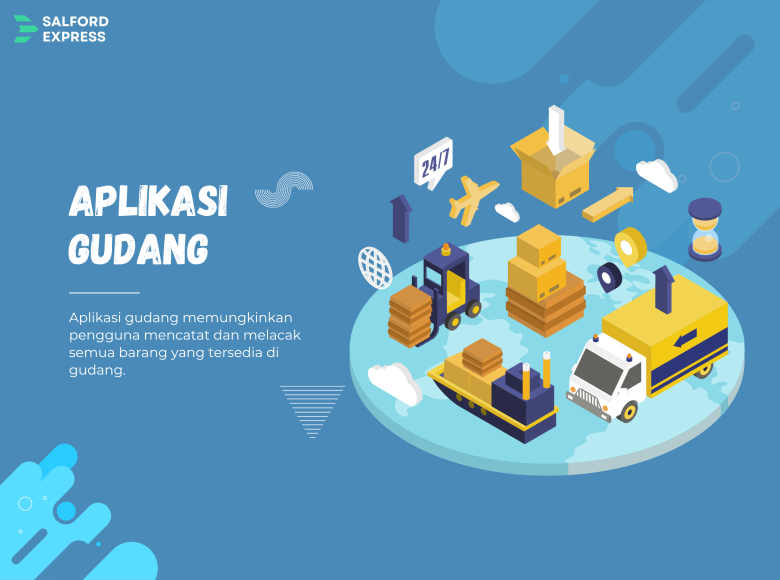 SALFORD
EXPRESS
24/7
APLIKASI
GUDANG
Aplikasi gudang memungkinkan
pengguna mencatat dan melacak
semua barang yang tersedia di
gudang.